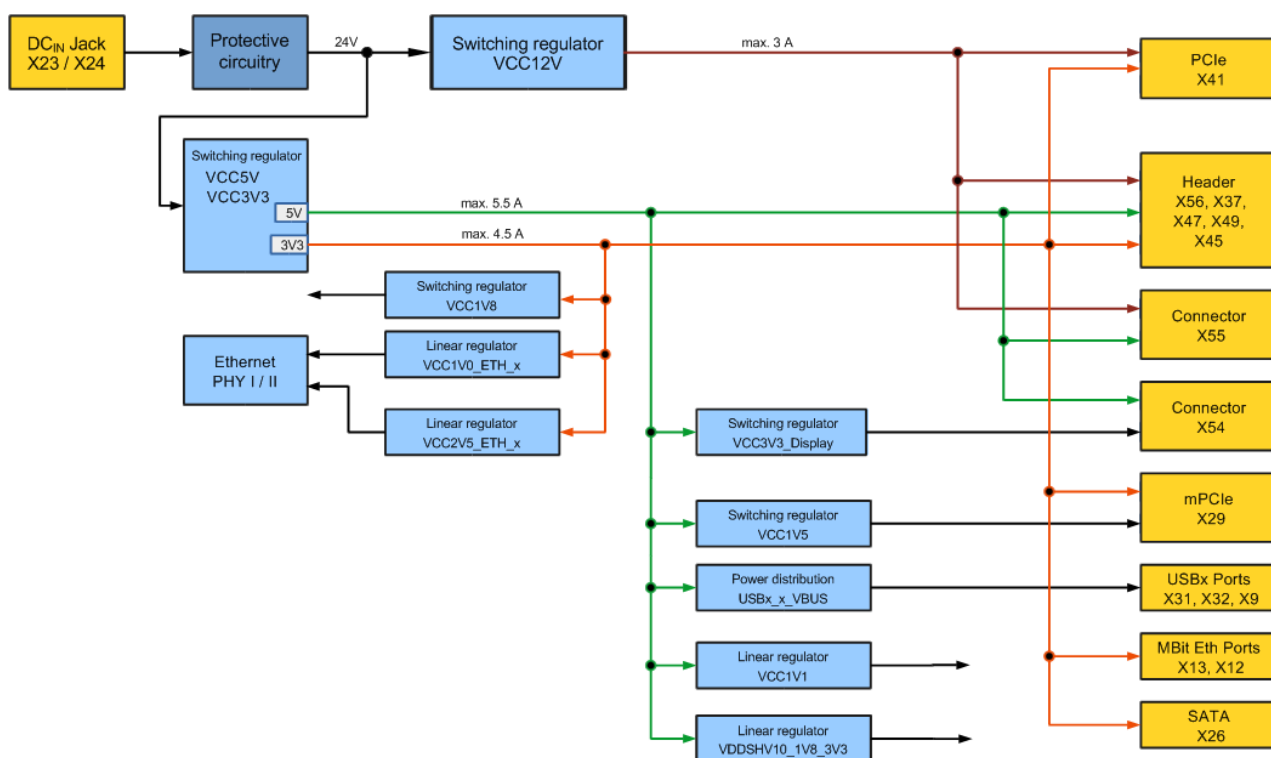 DCIN Jack
X23 / X24
Protective
circuitry
24V
Switching regulator
VCC12V
max. 3 A
PCIe
X41
Switching regulator
VCC5V
VCC3V3
5V
3V3
max. 5.5 A
max. 4.5 A
Header
X56, X37,
X47, X49,
X45
Switching regulator
VCC1V8
Connector
X55
Ethernet
PHY I / II
Linear regulator
VCC1V0_ETH_x
Linear regulator
VCC2V5_ETH_x
Switching regulator
VCC3V3_Display
Connector
X54
Switching regulator
VCC1V5
mPCIe
X29
Power distribution
USBx_x_VBUS
USBx Ports
X31, X32, X9
Linear regulator
VCC1V1
MBit Eth Ports
X13, X12
Linear regulator
VDDSHV10_1V8_3V3
SATA
X26